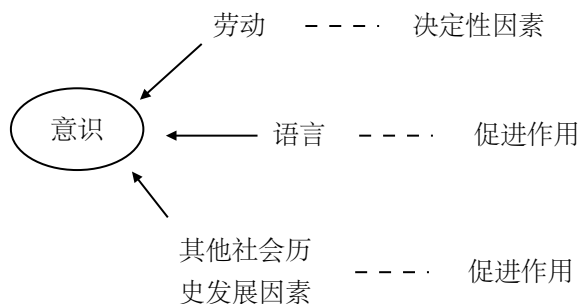 劳动
决定性因素
意识
语言
促进作用
其他社会历
史发展因素
促进作用